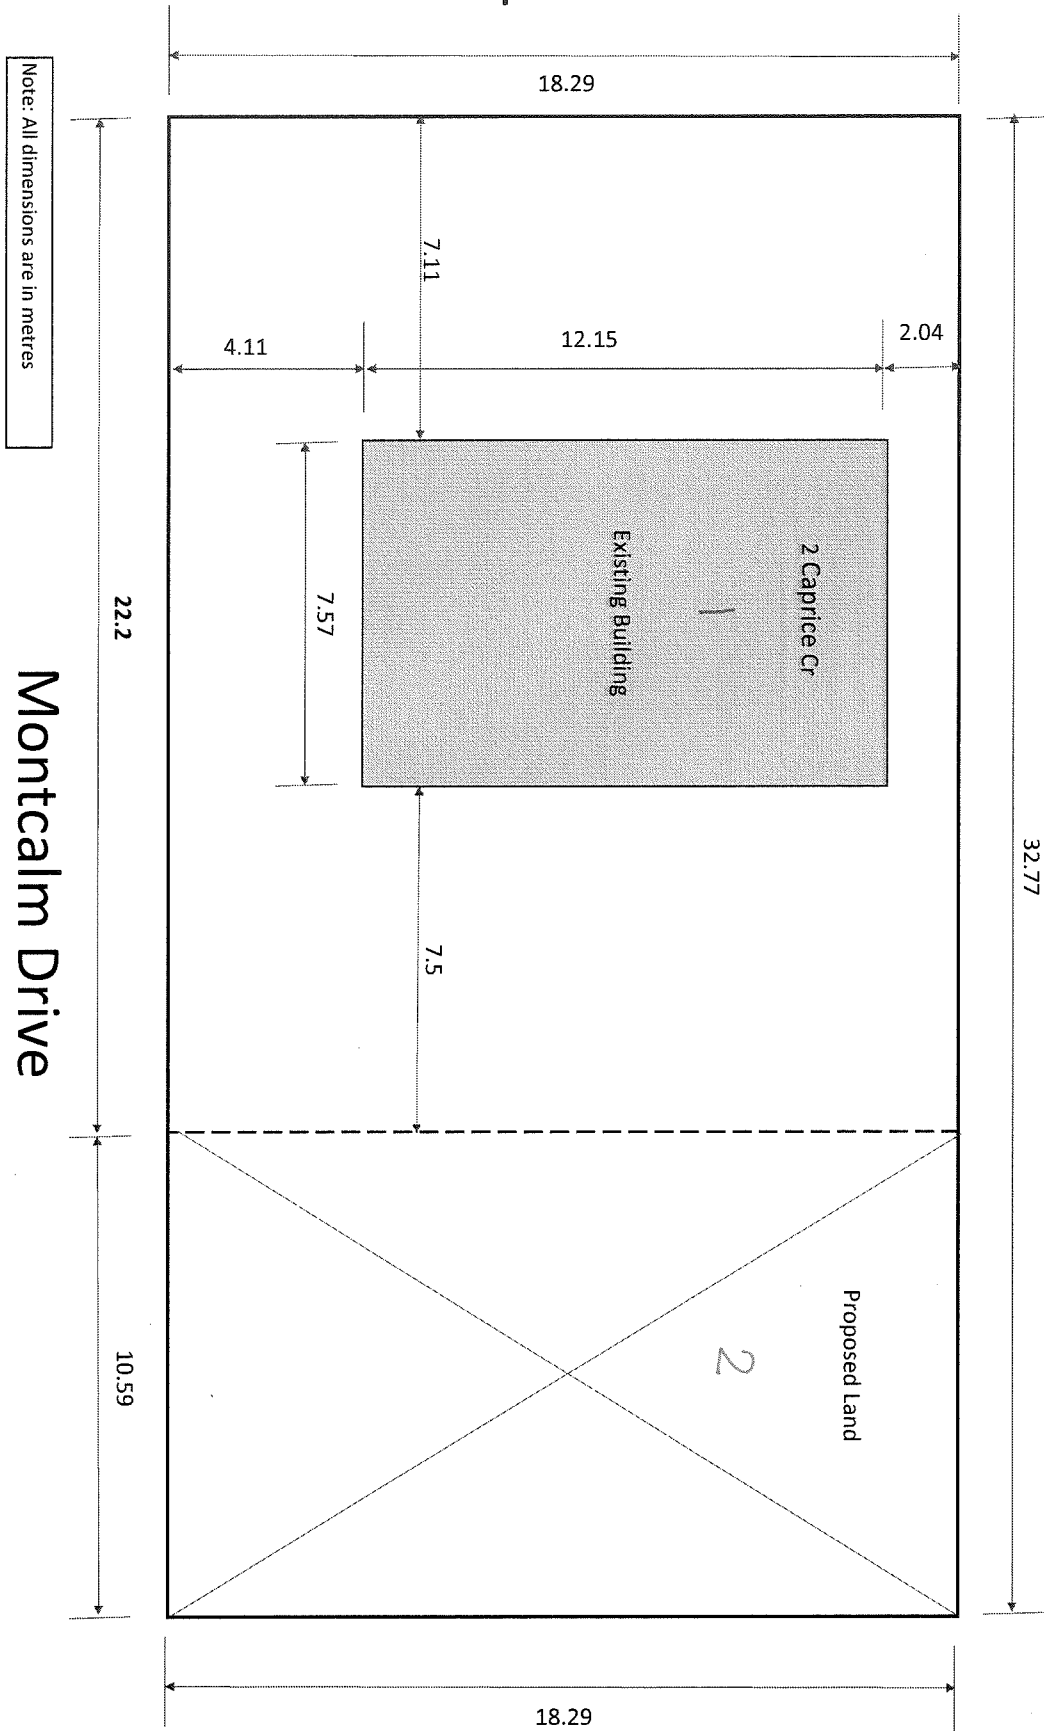 18.29
32.77
7.11
2.04
12.15
4.11
2 Caprice Cr
1
Existing Building
7.57
7.5
22.2
10.59
Proposed Land
2
18.29
Montcalm Drive
Note: All dimensions are in metres